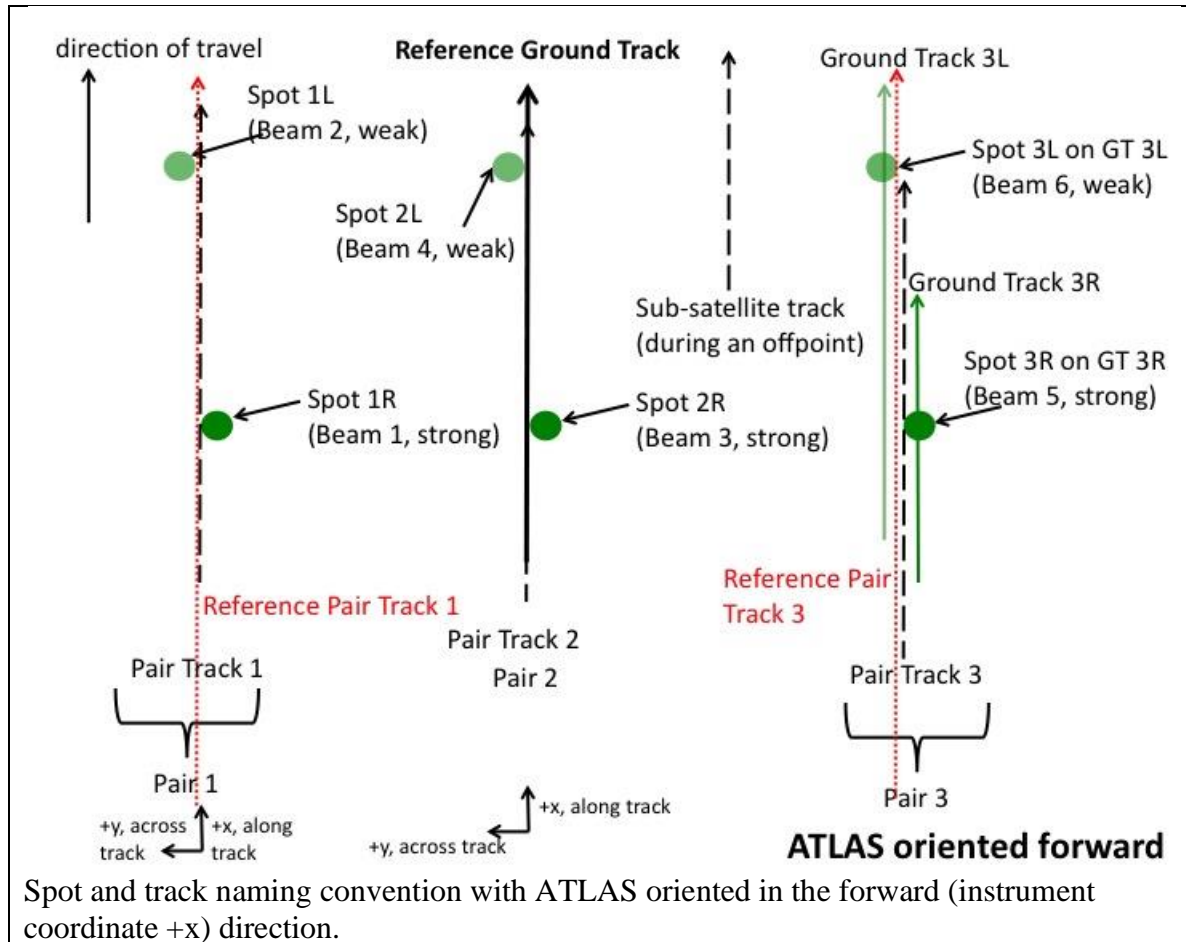 direction of travel
Reference Ground Track
Ground Track 3L
Spot 1L
(Beam 2, weak)
Spot 2L
(Beam 4, weak)
Spot 3L on GT 3L
(Beam 6, weak)
Ground Track 3R
Sub-satellite track
(during an offpoint)
Spot 1R
(Beam 1, strong)
Spot 2R
(Beam 3, strong)
Spot 3R on GT 3R
(Beam 5, strong)
Reference Pair Track 1
Reference Pair
Track 3
Pair Track 1
Pair Track 2
Pair 2
Pair Track 3
Pair 1
Pair 3
+y, across
track
+x, along
track
+x, along track
+y, across track
ATLAS oriented forward
Spot and track naming convention with ATLAS oriented in the forward (instrument
coordinate +x) direction.